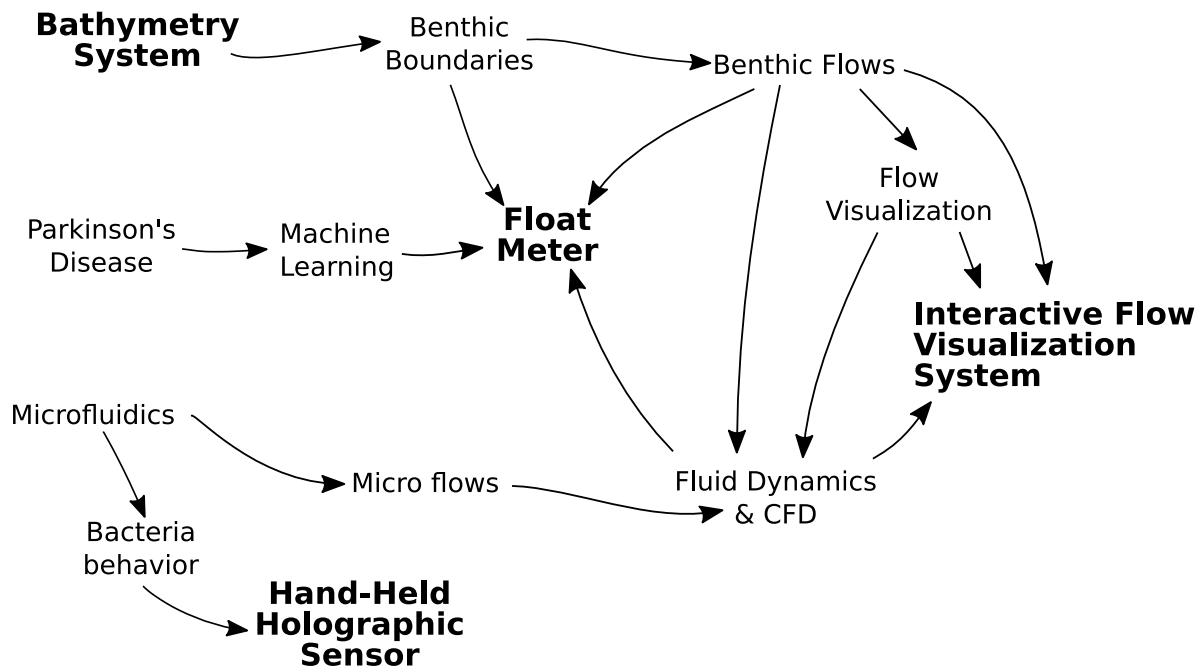 Bathymetry
System
Benthic
Boundaries
Benthic Flows
Flow
Visualization
Parkinson's
Disease
Machine
Learning
Float
Meter
Interactive Flow
Visualization
System
Microfluidics
Micro flows
Fluid Dynamics
& CFD
Bacteria
behavior
Hand-Held
Holographic
Sensor